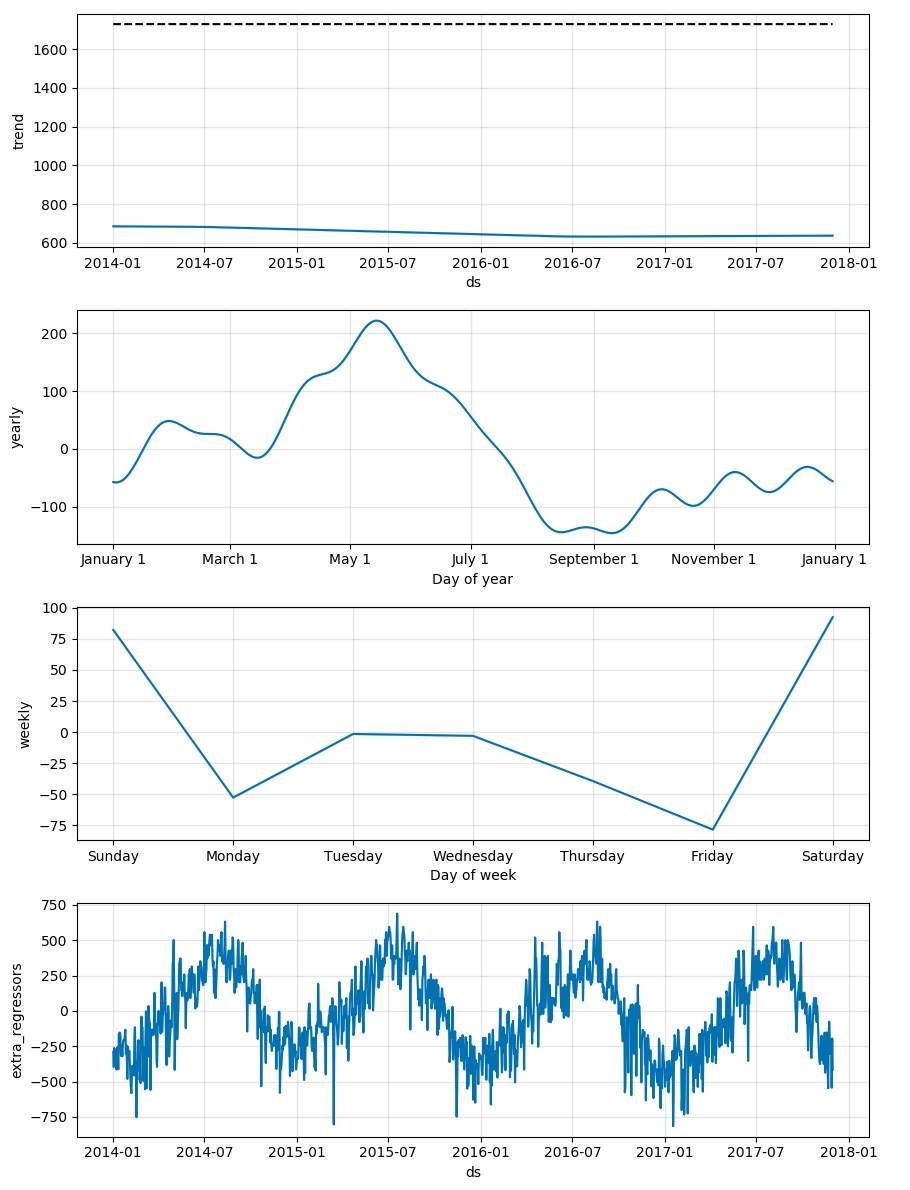 1600
1400
1200
1000
800
600
trend
2014-01 2014-07 2015-01 2015-07 2016-01 2016-07 2017-01 2017-07 2018-01
ds
200
100
0
−100
yearly
January 1 March 1 May 1 July 1 September 1 November 1 January 1
Day of year
100
75
50
25
0
−25
−50
−75
weekly
Sunday Monday Tuesday Wednesday Thursday Friday Saturday
Day of week
750
500
250
0
−250
−500
−750
extra_regressors
2014-01 2014-07 2015-01 2015-07 2016-01 2016-07 2017-01 2017-07 2018-01
ds